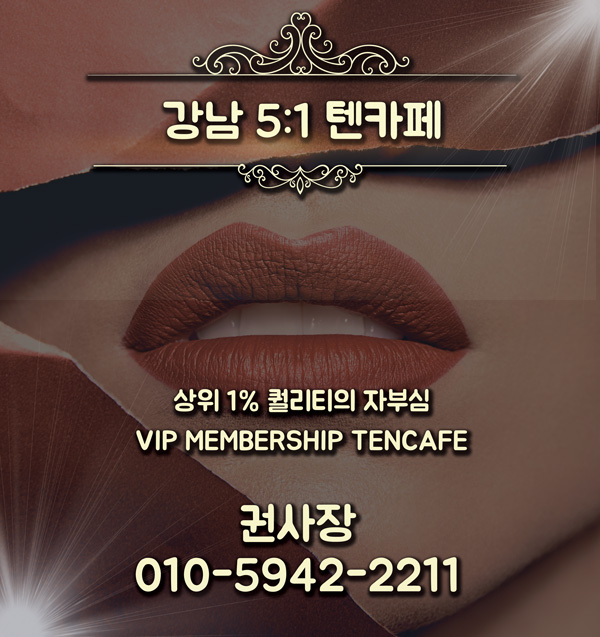 강남 5:1 텐카페
상위 1% 퀄리티의 자부심
VIP MEMBERSHIP TENCAFE
권사장
010-5942-2211